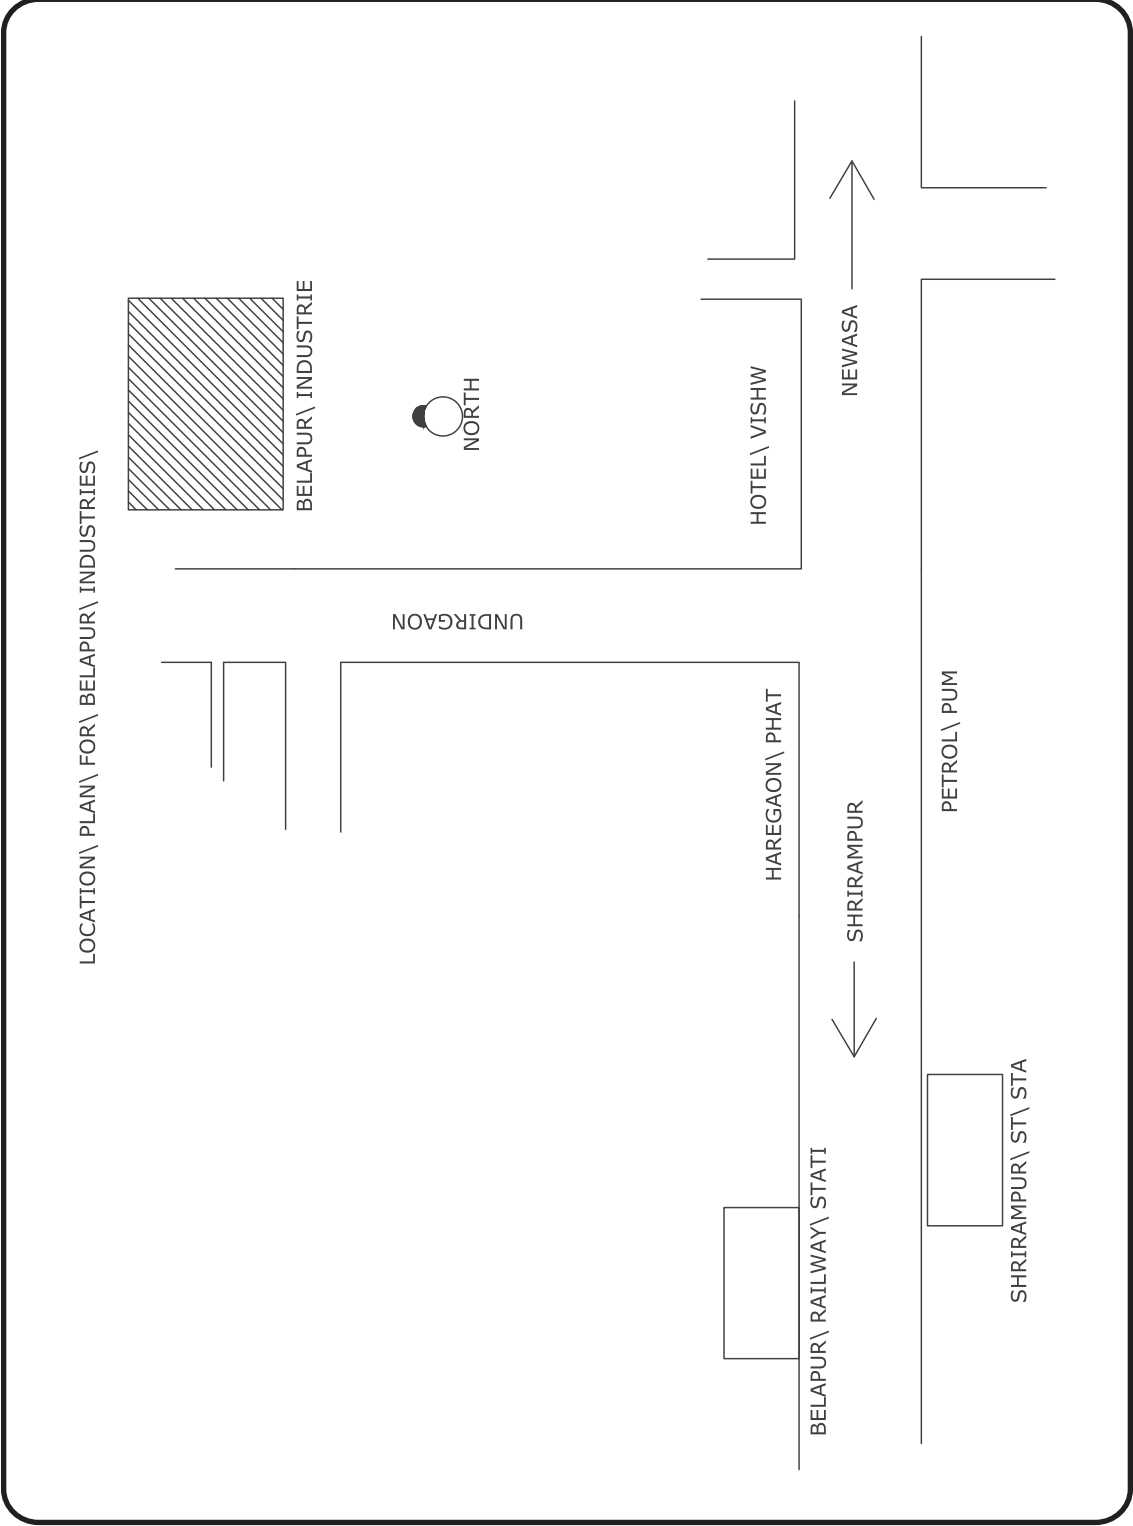 LOCATION\ PLAN\ FOR\ BELAPUR\ INDUSTRIES\
BELAPUR\ INDUSTRIE
NORTH
UNDIRGAON
HOTEL\ VISHW
HAREGAON\ PHAT
NEWASA
SHRIRAMPUR
BELAPUR\ RAILWAY\ STATI
PETROL\ PUM
SHRIRAMPUR\ ST\ STA